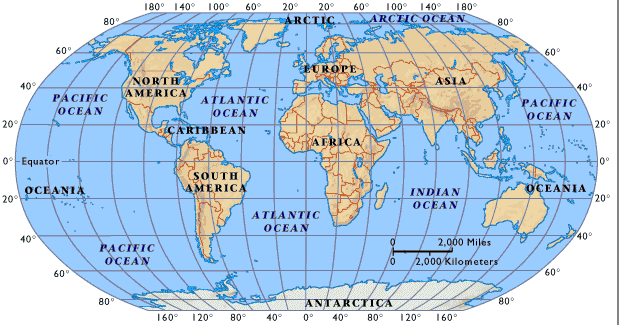 180° 140° 100° 60° 20° 20° 60° 100° 140° 180°
ARCTIC
ARCTIC OCEAN
80° 80°
60° 60°
EUROPE
NORTH
AMERICA
ASIA
40° 40°
PACIFIC
OCEAN
ATLANTIC
OCEAN
PACIFIC
OCEAN
20° 20°
CARIBBEAN
AFRICA
0° Equator 0°
SOUTH
AMERICA
OCEANIA
INDIAN
OCEAN
OCEANIA
20° 20°
ATLANTIC
OCEAN
40° 40°
PACIFIC
OCEAN
0 2,000 Miles
0 2,000 Kilometers
60° 60°
80° 80°
ANTARCTICA
160° 120° 80° 40° 0° 40° 80° 120° 160°